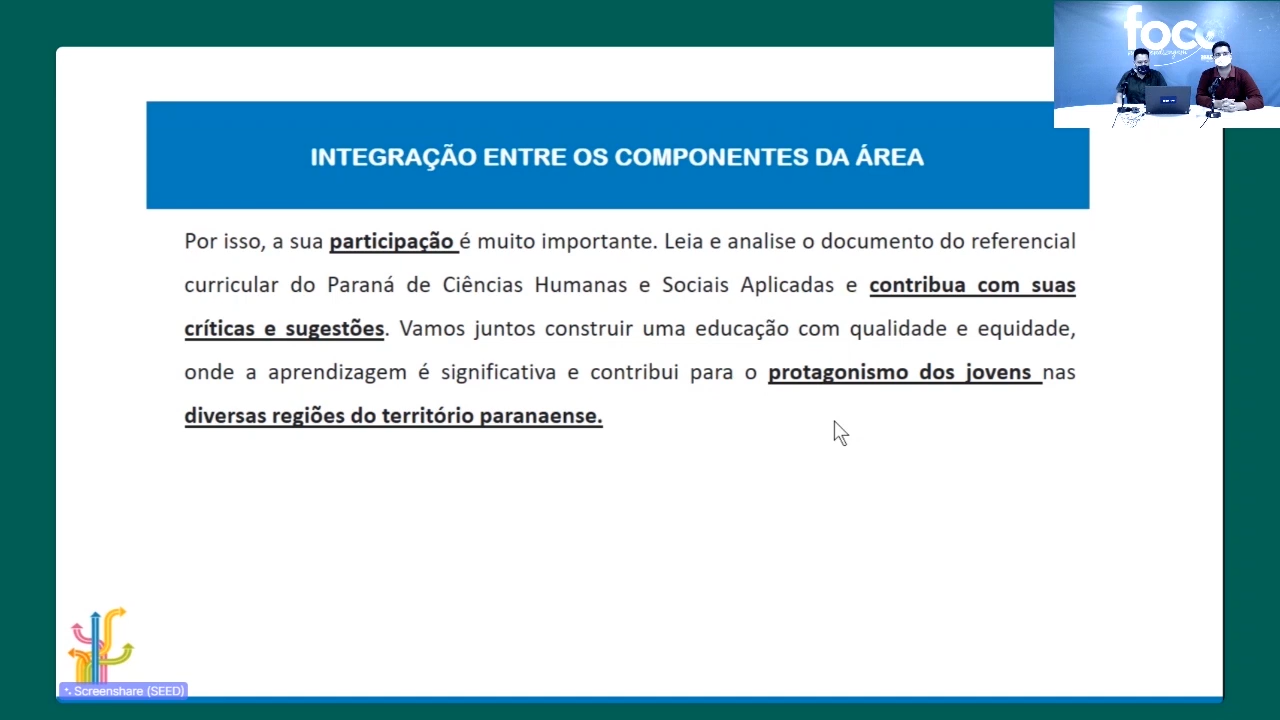 foco
INTEGRAÇÃO ENTRE OS COMPONENTES DA ÁREA
Por isso, a sua participação é muito importante. Leia e analise o documento do referencial
curricular do Paraná de Ciências Humanas e Sociais Aplicadas e contribua com suas
críticas e sugestões. Vamos juntos construir uma educação com qualidade e equidade,
onde a aprendizagem é significativa e contribui para o protagonismo dos jovens nas
diversas regiões do território paranaense.
Screenshare (SEED)